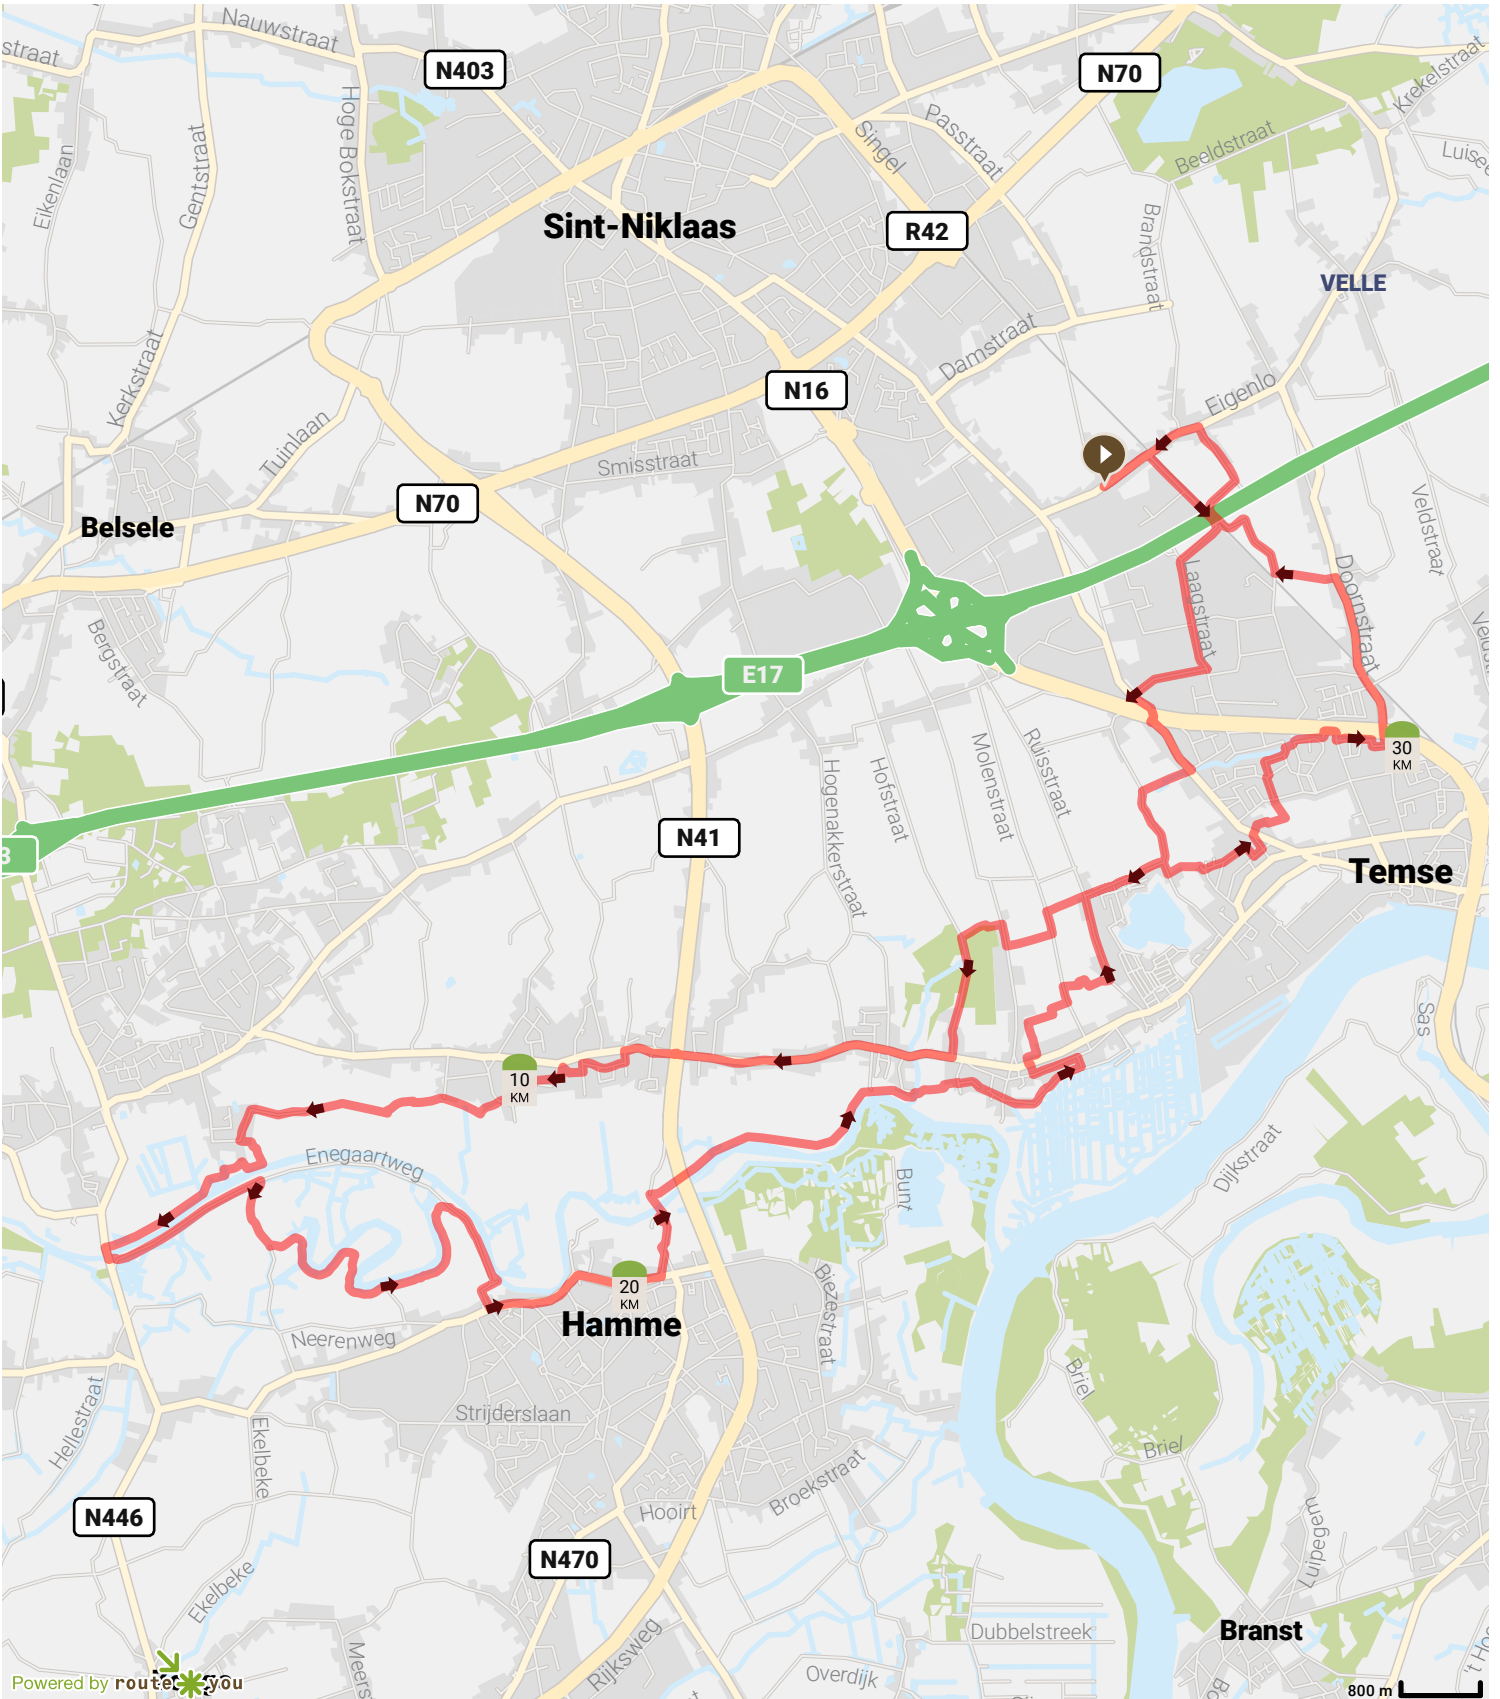 Nauwstraat
straat
N403
N70
Krekelstraat
Hoge Bokstraat
Passtraat
Singel
Gentstraat
Beeldstraat
Eikenlaan
Sint-Niklaas
R42
Brandstraat
VELLE
Damstraat
Kerkstraat
N16
Eigenlo
Tuinlaan
Smisstraat
N70
Veldstraat
Belsele
Doornstraat
Laagstraat
Bergstraat
E17
30
KM
Ruisstraat
Molenstraat
Hofstraat
Hogenakkerstraat
N41
Temse
Sas
10
KM
Enegaartweg
Bunt
Dijkstraat
20
KM
Biezestraat
Hamme
Neerenweg
Briel
Hellestraat
Strijderslaan
Ekelbeke
Briel
Broekstraat
N446
Hooirt
Luipegem
N470
Ekelbeke
Dubbelstreek
Branst
Rijksweg
Overdijk
Powered by routeyou
800 m